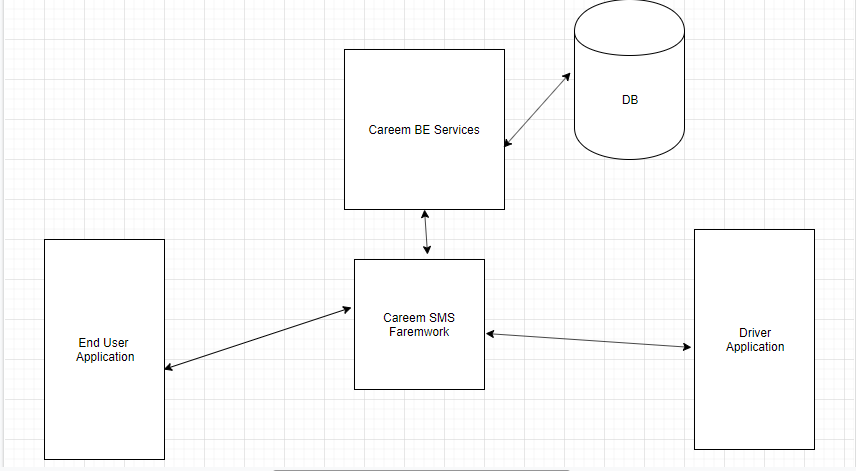 DB
Careem BE Services
Careem SMS
Faremwork
End User
Application
Driver
Application